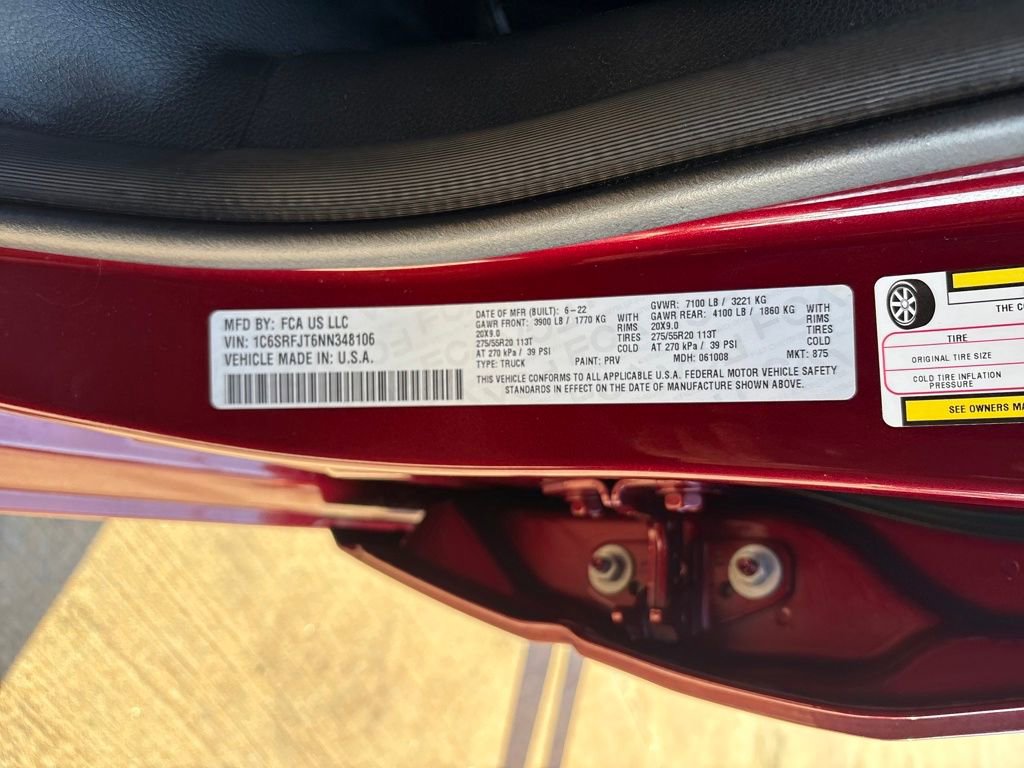 MFD BY: FCA US LLC
VIN: 1C6SRFJT6NN348106
VEHICLE MADE IN U.S.A.
DATE OF MFR (BUILT): 6-22
GAWR FRONT: 3900 LB / 1770 KG WITH
20X9.0 RIMS
275/55R20 113T TIRES
AT 270 kPa / 39 PSI COLD
TYPE: TRUCK PAINT: PRV
GVWR: 7100 LB / 3221 KG
GAWR REAR: 4100 LB / 1860 KG WITH
20X9.0 RIMS
275/55R20 113T TIRES
AT 270 kPa / 39 PSI COLD
MDH: 061008 MKT: 875
THIS VEHICLE CONFORMS TO ALL APPLICABLE U.S.A. FEDERAL MOTOR VEHICLE SAFETY
STANDARDS IN EFFECT ON THE DATE OF MANUFACTURE SHOWN ABOVE.
THE
TIRE
ORIGINAL TIRE SIZE
COLD TIRE INFLATION
PRESSURE
SEE OWNERS